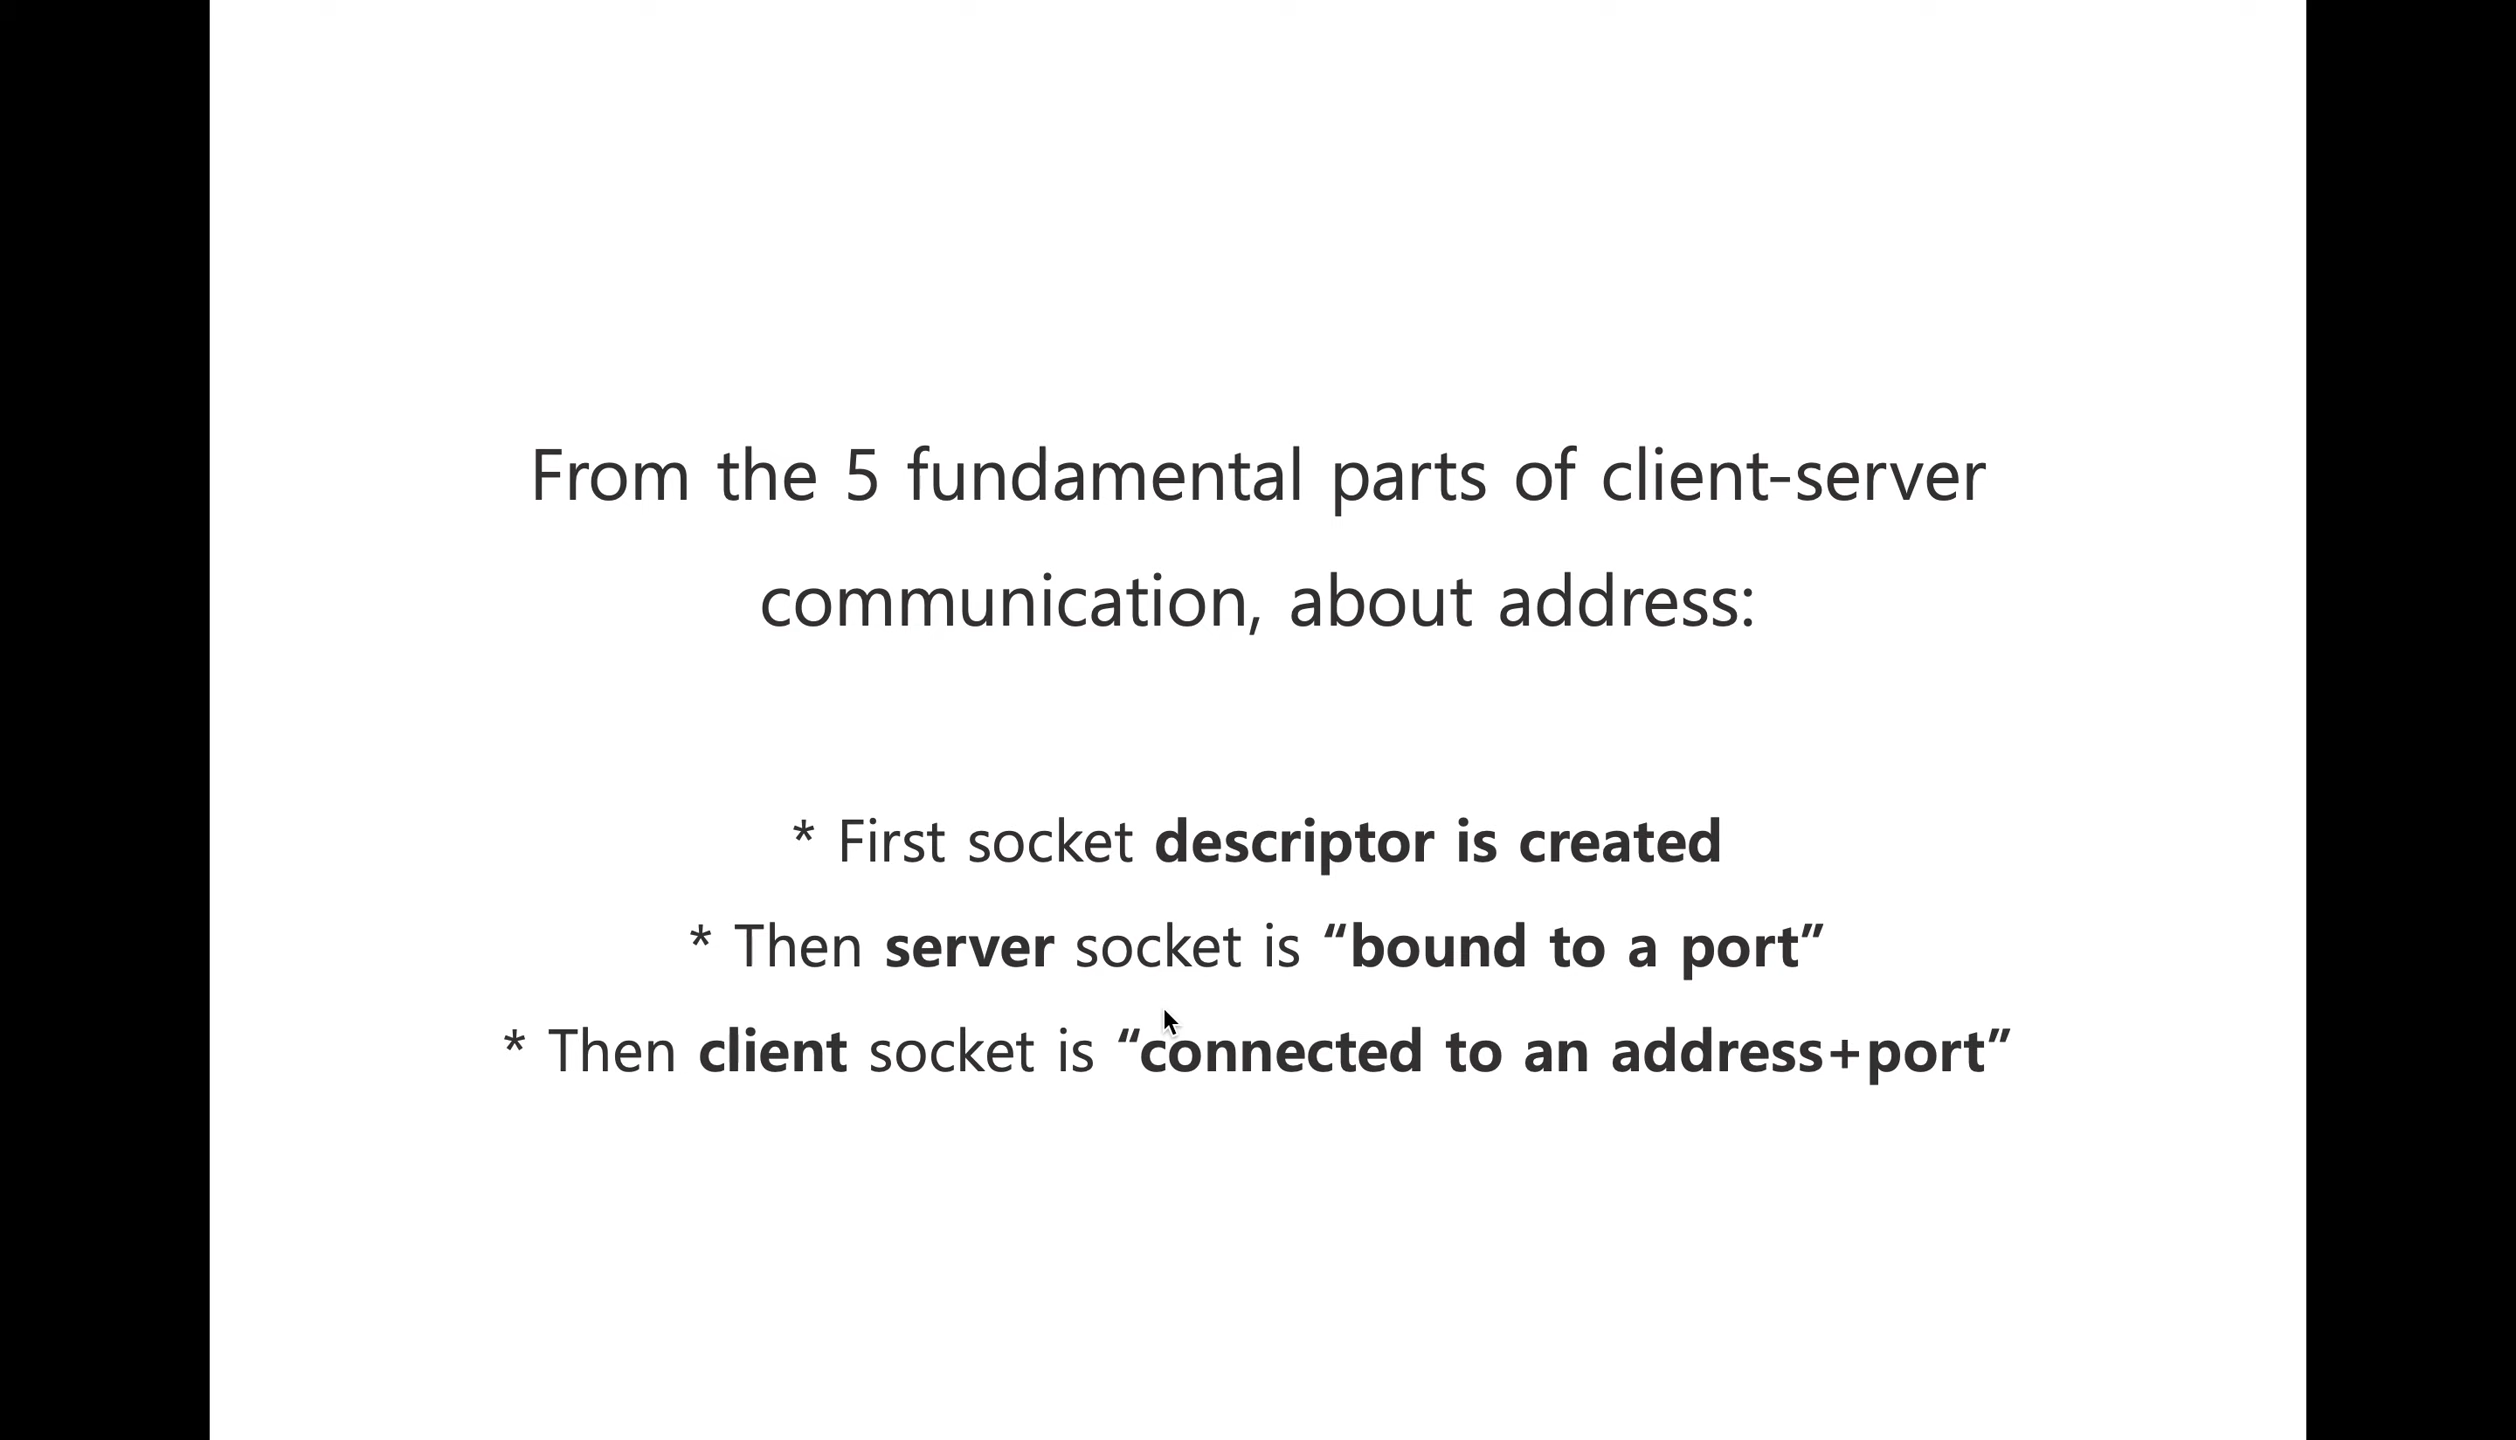 From the 5 fundamental parts of client-server
communication, about address:
* First socket descriptor is created
* Then server socket is “bound to a port”
* Then client socket is “connected to an address+port”